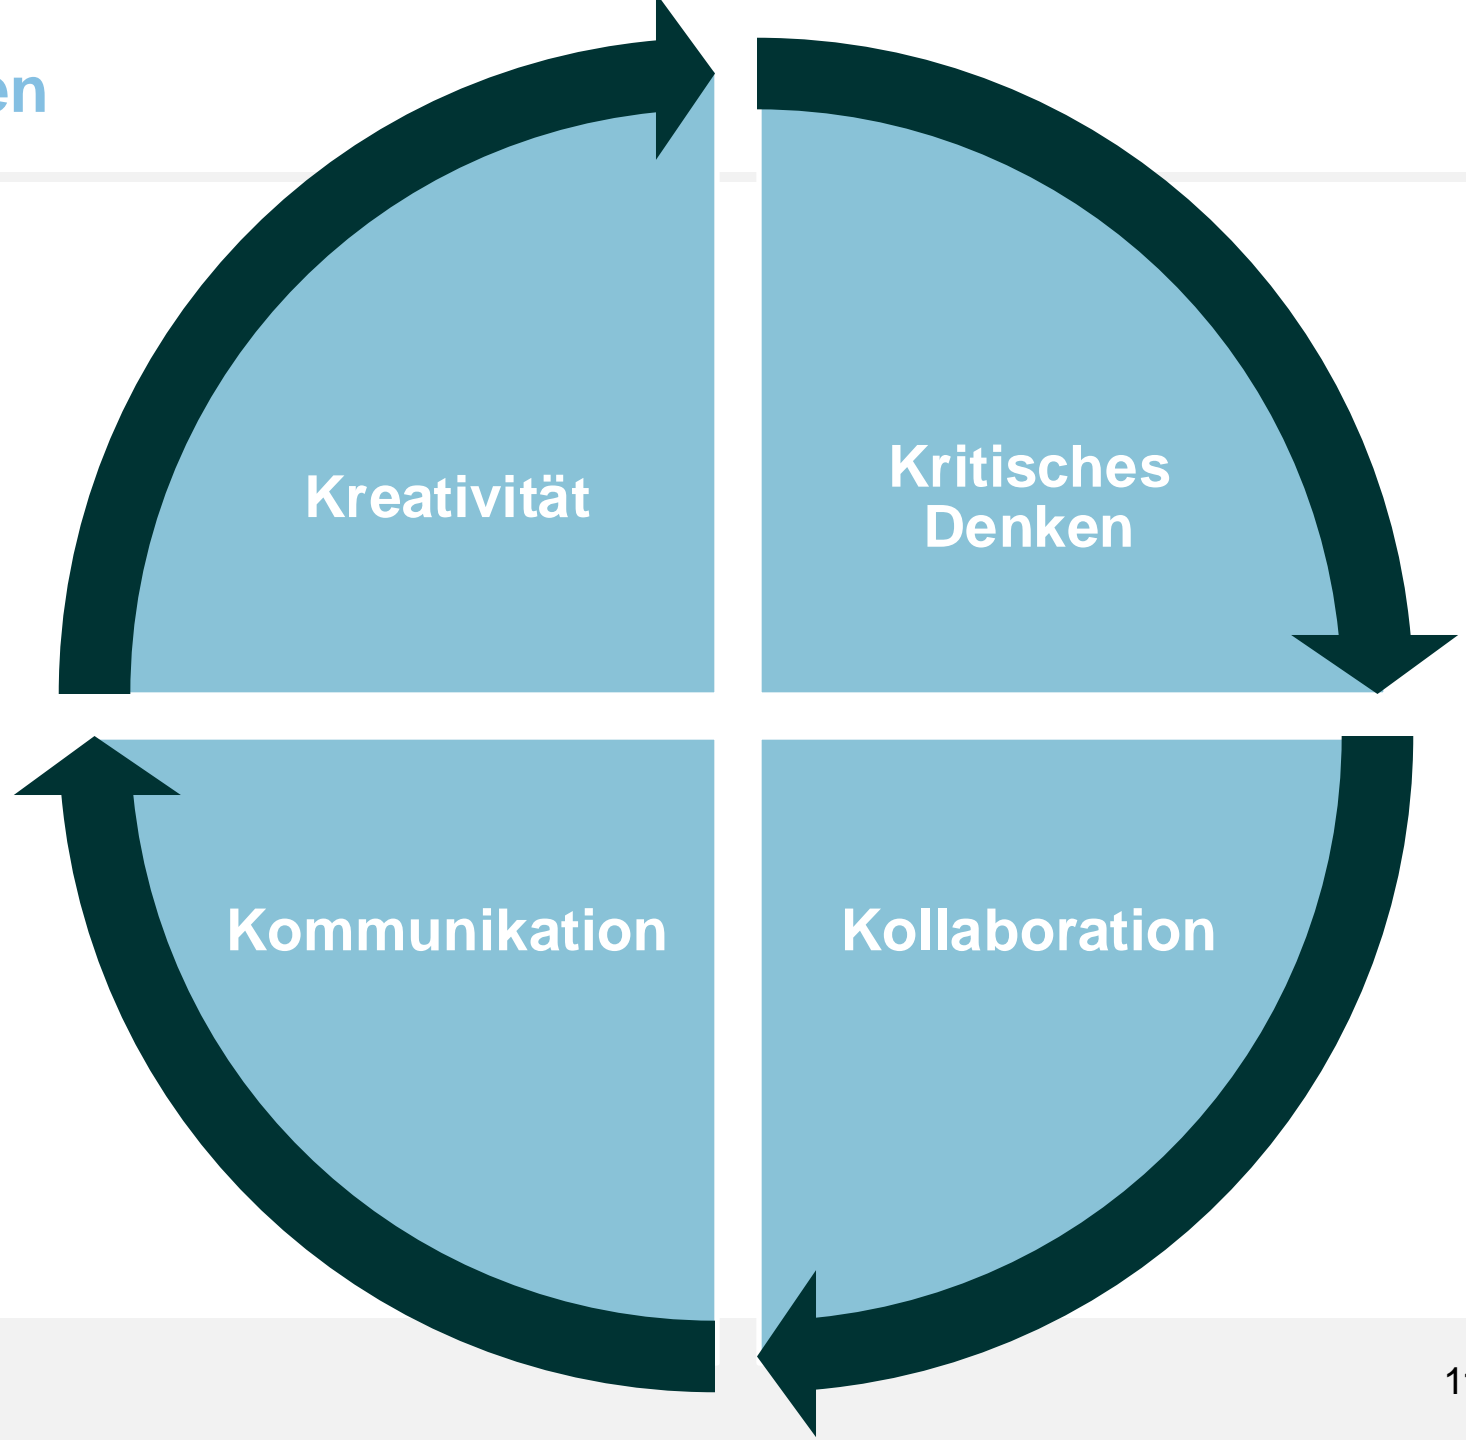 en
Kreativität
Kritisches
Denken
Kommunikation
Kollaboration